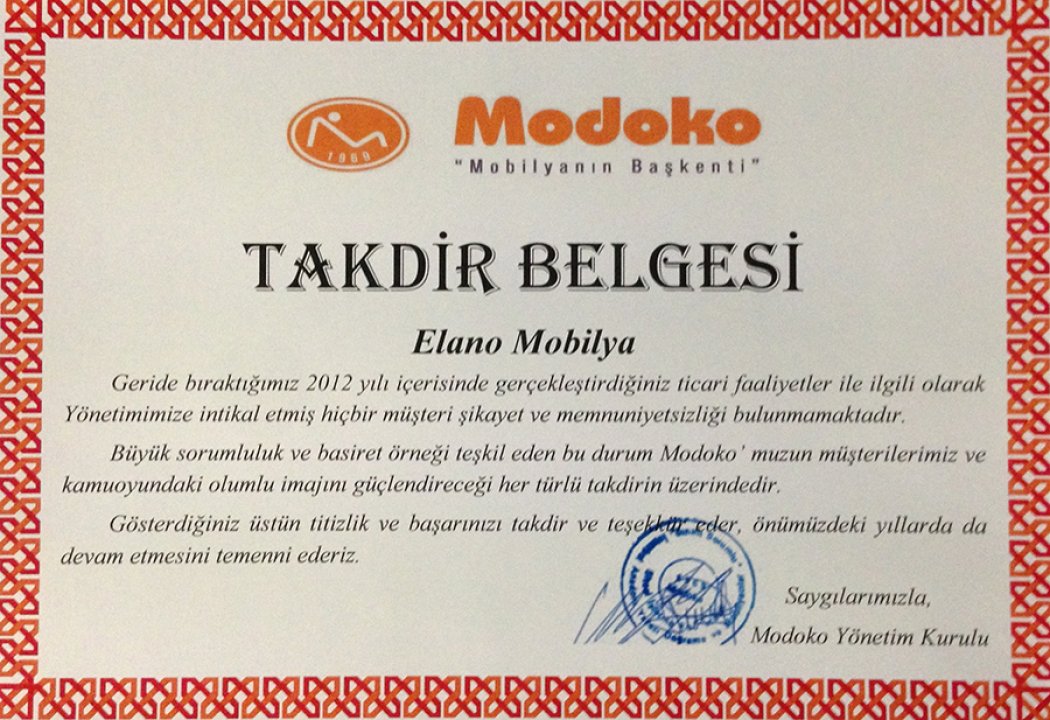 1969
Modoko
"Mobilyanın Başkenti"
TAKDİR BELGESİ
Elano Mobilya
Geride bıraktığımız 2012 yılı içerisinde gerçekleştirdiğiniz ticari faaliyetler ile ilgili olarak
Yönetimimize intikal etmiş hiçbir müşteri şikayet ve memnuniyetsizliği bulunmamaktadır.
Büyük sorumluluk ve basiret örneği teşkil eden bu durum Modoko' muzun müşterilerimiz ve
kamuoyundaki olumlu imajını güçlendireceği her türlü takdirin üzerindedir.
Gösterdiğiniz üstün titizlik ve başarınızı takdir ve teşekkür eder, önümüzdeki yıllarda da
devam etmesini temenni ederiz.
Saygılarımızla,
Modoko Yönetim Kurulu